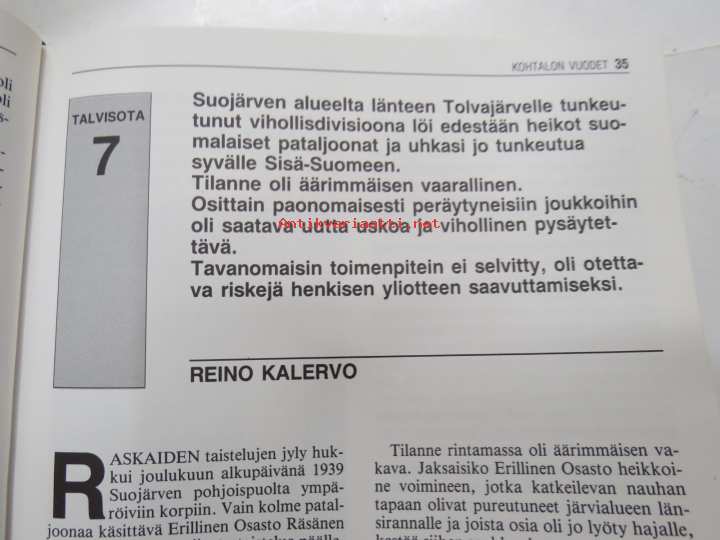 KOHTALON VUODET 35
TALVISOTA
7
Suojärven alueelta länteen Tolvajärvelle tunkeu-
tunut vihollisdivisioona löi edestään heikot suo-
malaiset pataljoonat ja uhkasi jo tunkeutua
syvälle Sisä-Suomeen.
Tilanne oli äärimmäisen vaarallinen.
Osittain paonomaisesti peräytyneisiin joukkoihin
oli saatava uutta uskoa ja vihollinen pysäytet-
tävä.
Tavanomaisin toimenpitein ei selvitty, oli otetta-
va riskejä henkisen yliotteen saavuttamiseksi.
Antikvariaatti.net
REINO KALERVO
RASKAIDEN taistelujen jyly huk-
kui joulukuun alkupäivänä 1939
Suojärven pohjoispuolta ympä-
röiviin korpiin. Vain kolme patal-
joonaa käsittävä Erillinen Osasto Räsänen
Tilanne rintamassa oli äärimmäisen va-
kava. Jaksaisiko Erillinen Osasto heikkoi-
ne voimineen, jotka katkeilevan nauhan
tapaan olivat pureutuneet järvialueen län-
sirannalle ja joista osia oli jo lyöty hajalle,